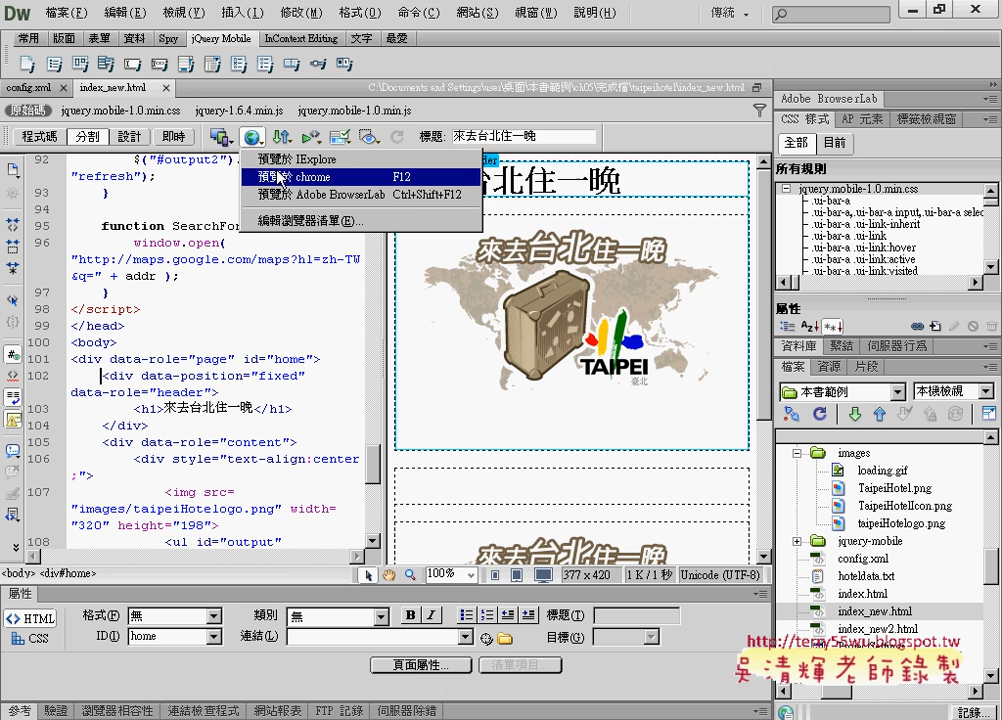 Dw 檔案(F) 編輯(E) 檢視(V) 插入(I) 修改(M) 格式(O) 命令(C) 網站(S) 視窗(W) 說明(H) 傳統
常用 版面 表單 資料 Spry jQuery Mobile InContext Editing 文字 最愛
config.xml index_new.html C:\Documents and Settings\user\桌面\本書範例\ch05\完成檔\taipeihotel\index_new.html
原始碼 jquery.mobile-1.0.min.css jquery-1.6.4.min.js jquery.mobile-1.0.min.js
程式碼 分割 設計 即時 標題: 來去台北住一晚
預覽於 IExplore
預覽於 chrome F12
預覽於 Adobe BrowserLab Ctrl+Shift+F12
編輯瀏覽器清單(E)...
92 $("#output2").
"refresh");
93 }
94
95 function SearchFor
96 window.open(
"http://maps.google.com/maps?hl=zh-TW
&q=" + addr );
97 }
98 </script>
99 </head>
100 <body>
101 <div data-role="page" id="home">
102 <div data-position="fixed"
data-role="header">
103 <h1>來去台北住一晚</h1>
104 </div>
105 <div data-role="content">
106 <div style="text-align:center
;">
107 <img src=
"images/taipeiHotelogo.png" width=
"320" height="198">
108 <ul id="output"
der
台北住一晚
來去台北住一晚
TAIPEI
臺北
來去台北住一晚
<body> <div#home>
100% 377 x 420 1 K / 1 秒 Unicode (UTF-8)
屬性
<> HTML 格式(F) 無 類別 無 B I 標題(T)
CSS ID(I) home 連結(L) 目標(G)
頁面屬性... 清單項目...
參考 驗證 瀏覽器相容性 連結檢查程式 網站報表 FTP 記錄 伺服器除錯
Adobe BrowserLab
CSS 樣式 AP 元素 標籤檢視窗
全部 目前
所有規則
jquery.mobile-1.0.min.css
.ui-bar-a
.ui-bar-a, .ui-bar-a input, .ui-bar-a selec
.ui-bar-a .ui-link-inherit
.ui-bar-a .ui-link
.ui-bar-a .ui-link:hover
.ui-bar-a .ui-link:active
.ui-bar-a .ui-link:visited
屬性
資料庫 繫結 伺服器行為
檔案 資源 片段
本書範例 本機檢視
images
loading.gif
TaipeiHotel.png
TaipeiHotelIcon.png
taipeiHotelogo.png
jquery-mobile
config.xml
hoteldata.txt
index.html
index_new.html
index_new2.html
http://terry55wu.blogspot.tw
吳清輝老師錄製
記錄...